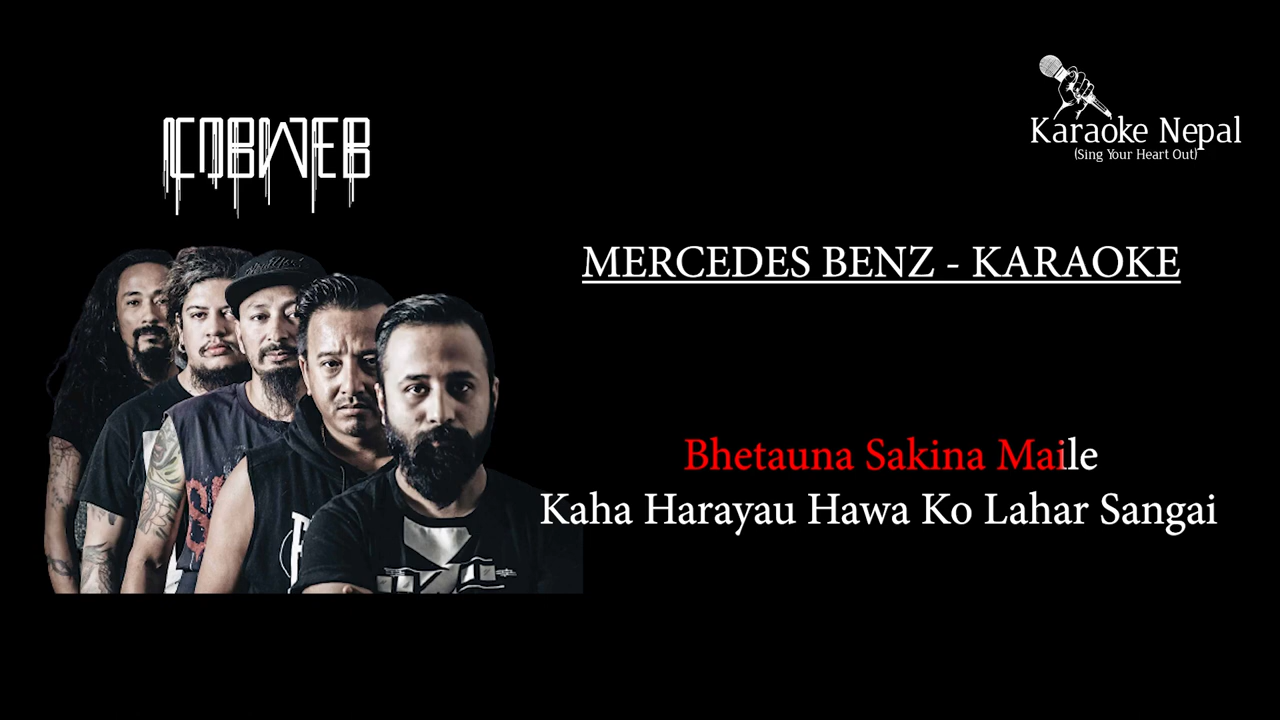 COBWEB
Karaoke Nepal
(Sing Your Heart Out)
MERCEDES BENZ - KARAOKE
Bhetauna Sakina Maile
Kaha Harayau Hawa Ko Lahar Sangai